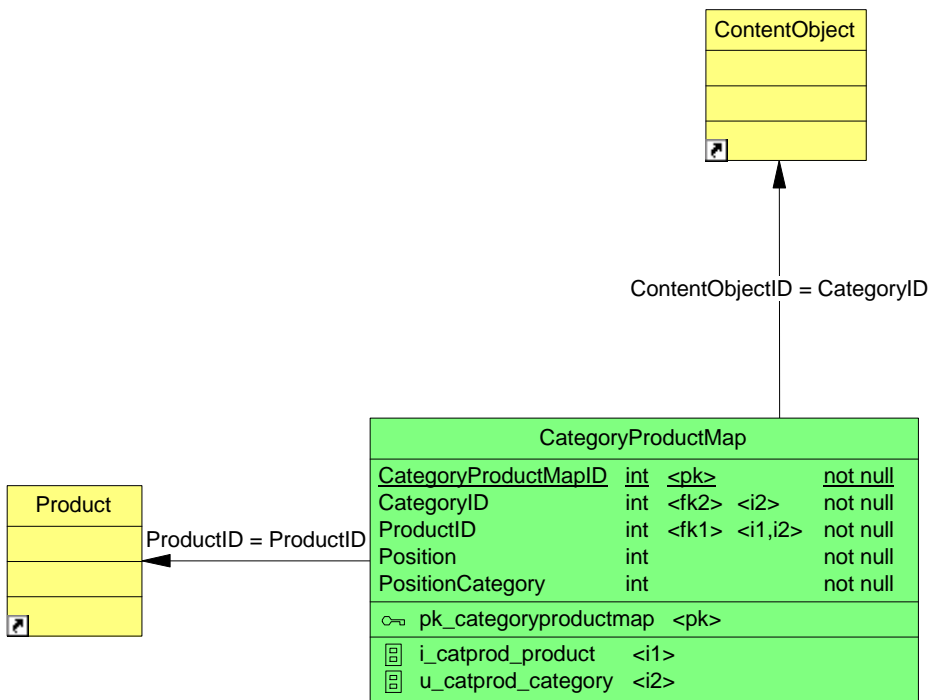 ContentObject
ContentObjectID = CategoryID
Product
ProductID = ProductID
CategoryProductMap
CategoryProductMapID int <pk> not null
CategoryID int <fk2> <i2> not null
ProductID int <fk1> <i1,i2> not null
Position int not null
PositionCategory int not null
pk_categoryproductmap <pk>
i_catprod_product <i1>
u_catprod_category <i2>